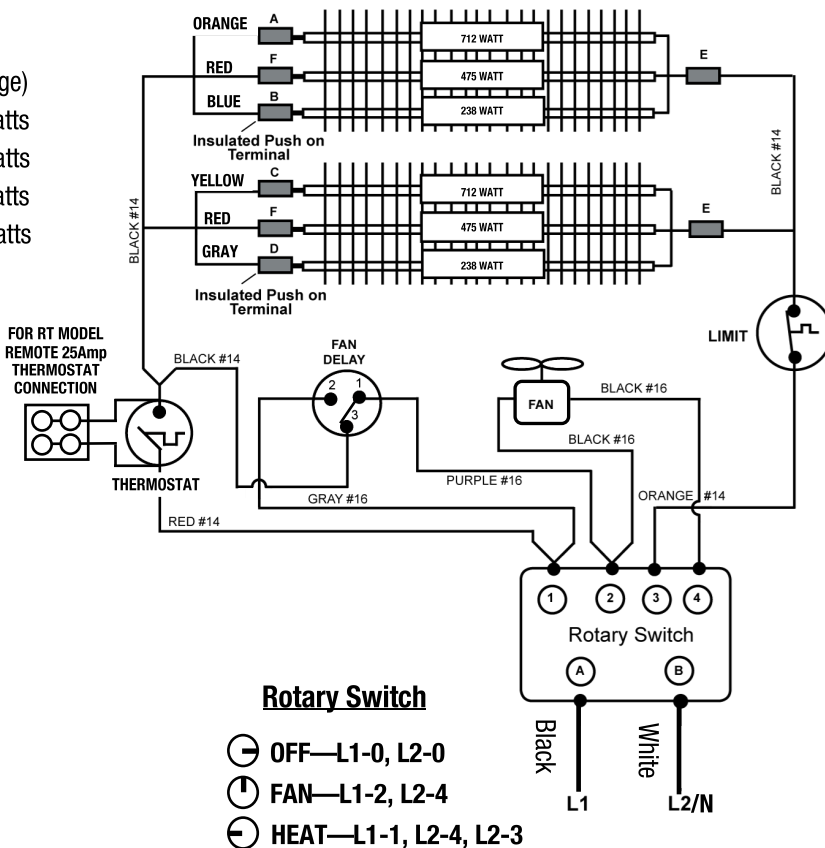 ge)
atts
atts
atts
atts
ORANGE
A
712 WATT
RED
F
475 WATT
E
BLUE
B
238 WATT
Insulated Push on
Terminal
BLACK #14
YELLOW
C
712 WATT
RED
F
475 WATT
E
GRAY
D
238 WATT
Insulated Push on
Terminal
BLACK #14
FOR RT MODEL
REMOTE 25Amp
THERMOSTAT
CONNECTION
BLACK #14
FAN
DELAY
2
1
3
LIMIT
FAN
BLACK #16
BLACK #16
THERMOSTAT
PURPLE #16
GRAY #16
ORANGE #14
RED #14
1
2
3
4
Rotary Switch
A
B
Black
White
L1
L2/N
Rotary Switch
OFF—L1-0, L2-0
FAN—L1-2, L2-4
HEAT—L1-1, L2-4, L2-3